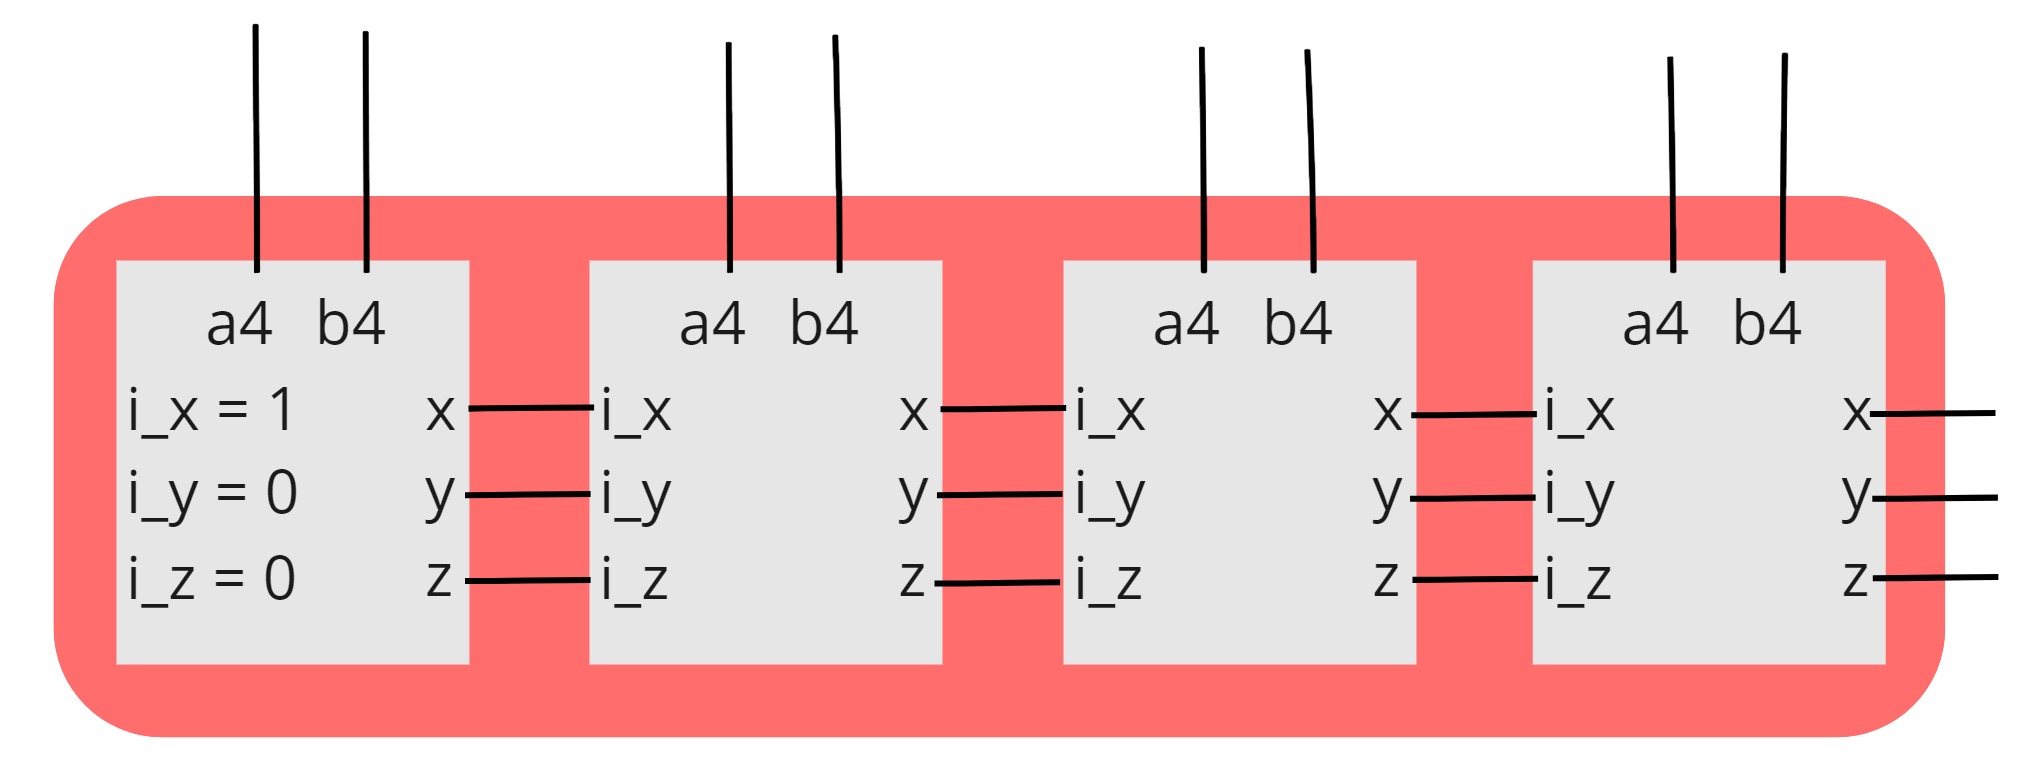 a4 b4 a4 b4 a4 b4 a4 b4
i_x = 1 x i_x x i_x x i_x x
i_y = 0 y i_y y i_y y i_y y
i_z = 0 z i_z z i_z z i_z z